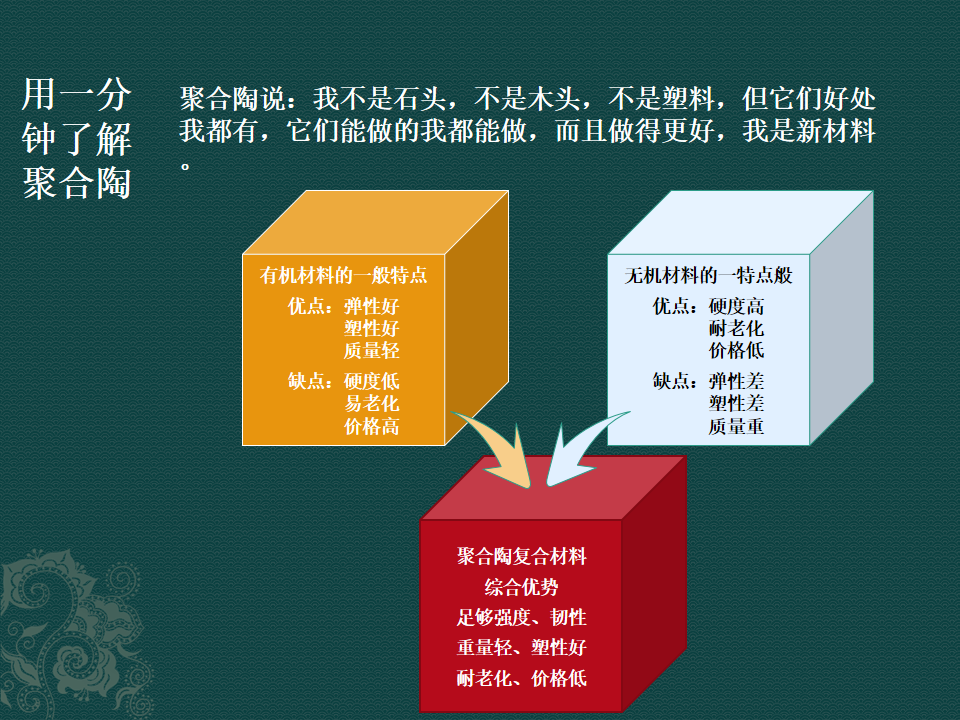 用一分
钟了解
聚合陶
聚合陶说：我不是石头，不是木头，不是塑料，但它们好处
我都有，它们能做的我都能做，而且做得更好，我是新材料
。
有机材料的一般特点
优点：弹性好
塑性好
质量轻
缺点：硬度低
易老化
价格高
无机材料的一特点般
优点：硬度高
耐老化
价格低
缺点：弹性差
塑性差
质量重
聚合陶复合材料
综合优势
足够强度、韧性
重量轻、塑性好
耐老化、价格低